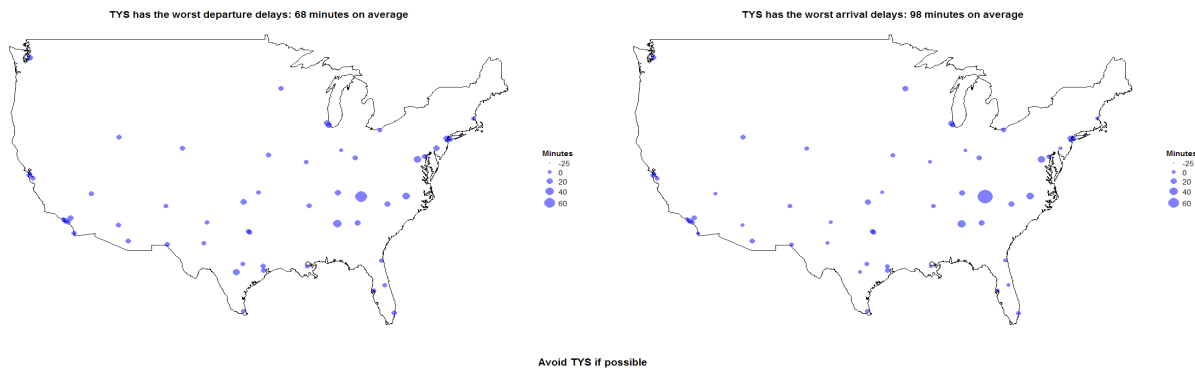 TYS has the worst departure delays: 68 minutes on average
Minutes
-25
0
20
40
60
TYS has the worst arrival delays: 98 minutes on average
Minutes
-25
0
20
40
60
Avoid TYS if possible